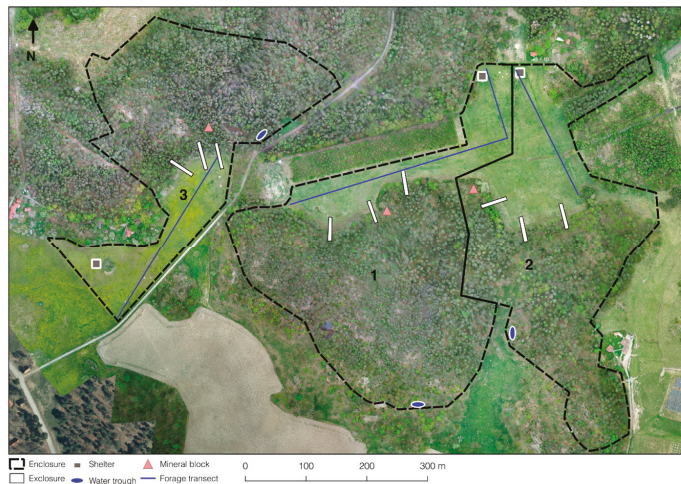 N
3
1
2
Enclosure Shelter Mineral block
Exclosure Water trough Forage transect
0 100 200 300 m